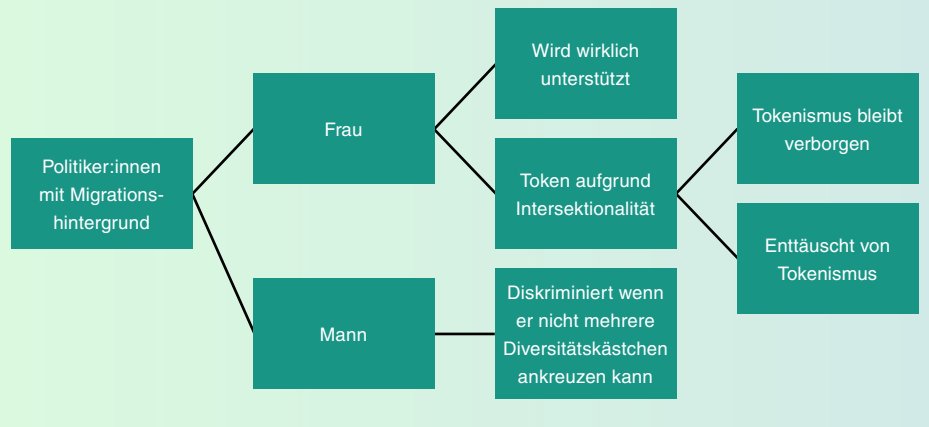 Politiker:innen
mit Migrations-
hintergrund
Frau
Mann
Wird wirklich
unterstützt
Token aufgrund
Intersektionalität
Diskriminiert wenn
er nicht mehrere
Diversitätskästchen
ankreuzen kann
Tokenismus bleibt
verborgen
Enttäuscht von
Tokenismus